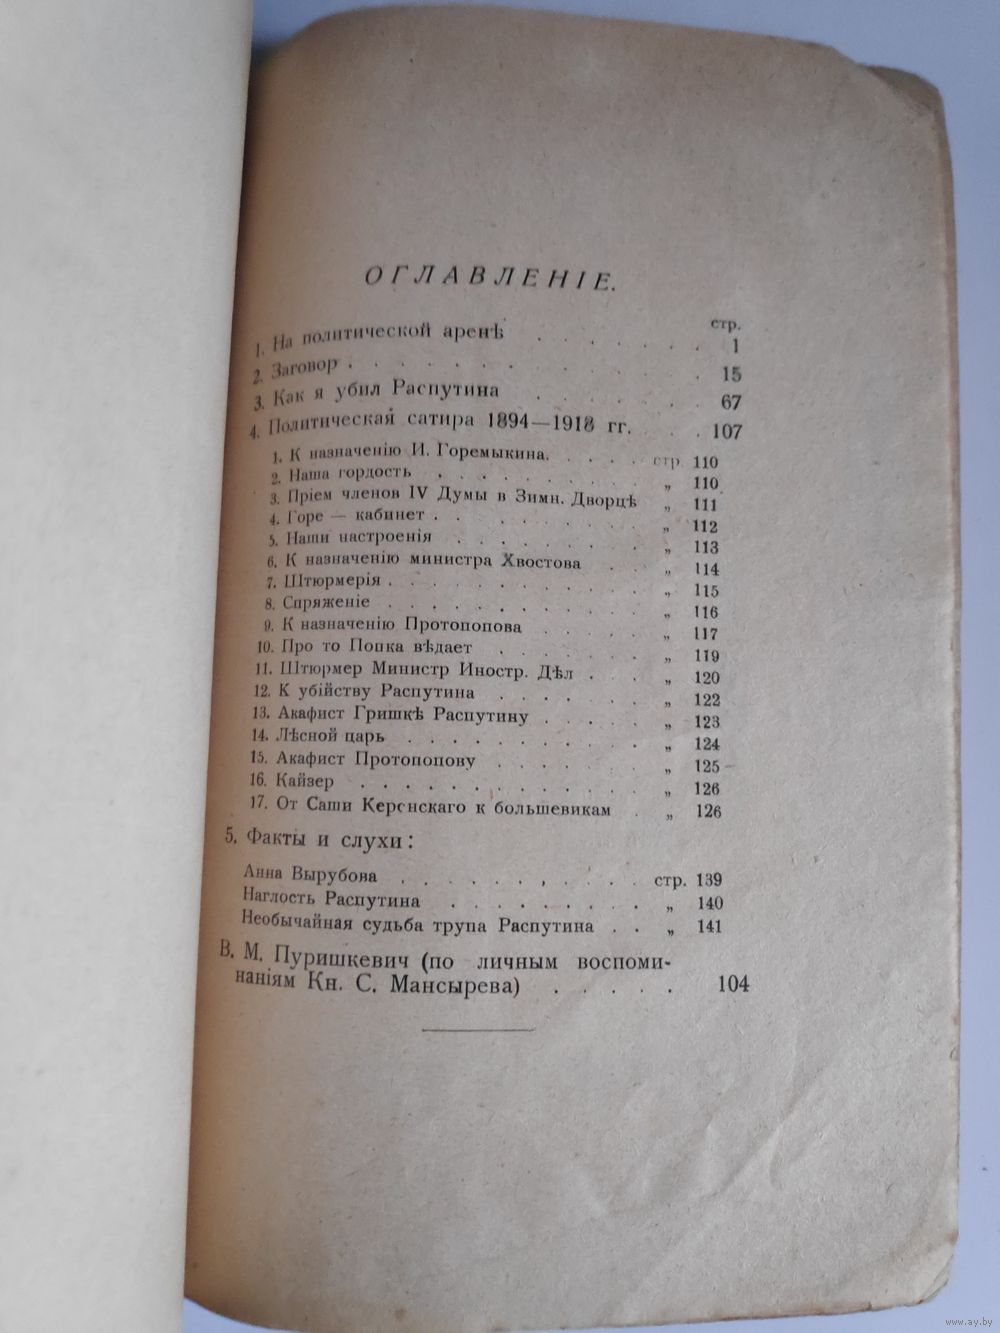 ОГЛАВЛЕНІЕ.
стр.
1. На политической аренѣ . . . . . . . 1
2. Заговор . . . . . . . . . . . 15
3. Как я убил Распутина . . . . . . 67
4. Политическая сатира 1894—1918 гг. . . 107
1. К назначенію И. Горемыкина. . . . . стр. 110
2. Наша гордость . . . . . . . . . „ 110
3. Пріем членов IV Думы в Зимн. Дворцѣ „ 111
4. Горе — кабинет . . . . . . . . „ 112
5. Наши настроенія . . . . . . . . „ 113
6. К назначенію министра Хвостова . . „ 114
7. Штюрмерія . . . . . . . . . . „ 115
8. Спряженіе . . . . . . . . . . „ 116
9. К назначенію Протопопова . . . . . „ 117
10. Про то Попка вѣдает . . . . . . „ 119
11. Штюрмер Министр Иностр. Дѣл . . . „ 120
12. К убійству Распутина . . . . . . „ 122
13. Акафист Гришкѣ Распутину . . . . . „ 123
14. Лѣсной царь . . . . . . . . . „ 124
15. Акафист Протопопову . . . . . . „ 125
16. Кайзер . . . . . . . . . . . „ 126
17. От Саши Керенскаго к большевикам . „ 126
5. Факты и слухи:
Анна Вырубова . . . . . . . . . стр. 139
Наглость Распутина . . . . . . . . „ 140
Необычайная судьба трупа Распутина . . „ 141
В. М. Пуришкевич (по личным воспоми-
наніям Кн. С. Мансырева) . . . . . 104
www.ay.by